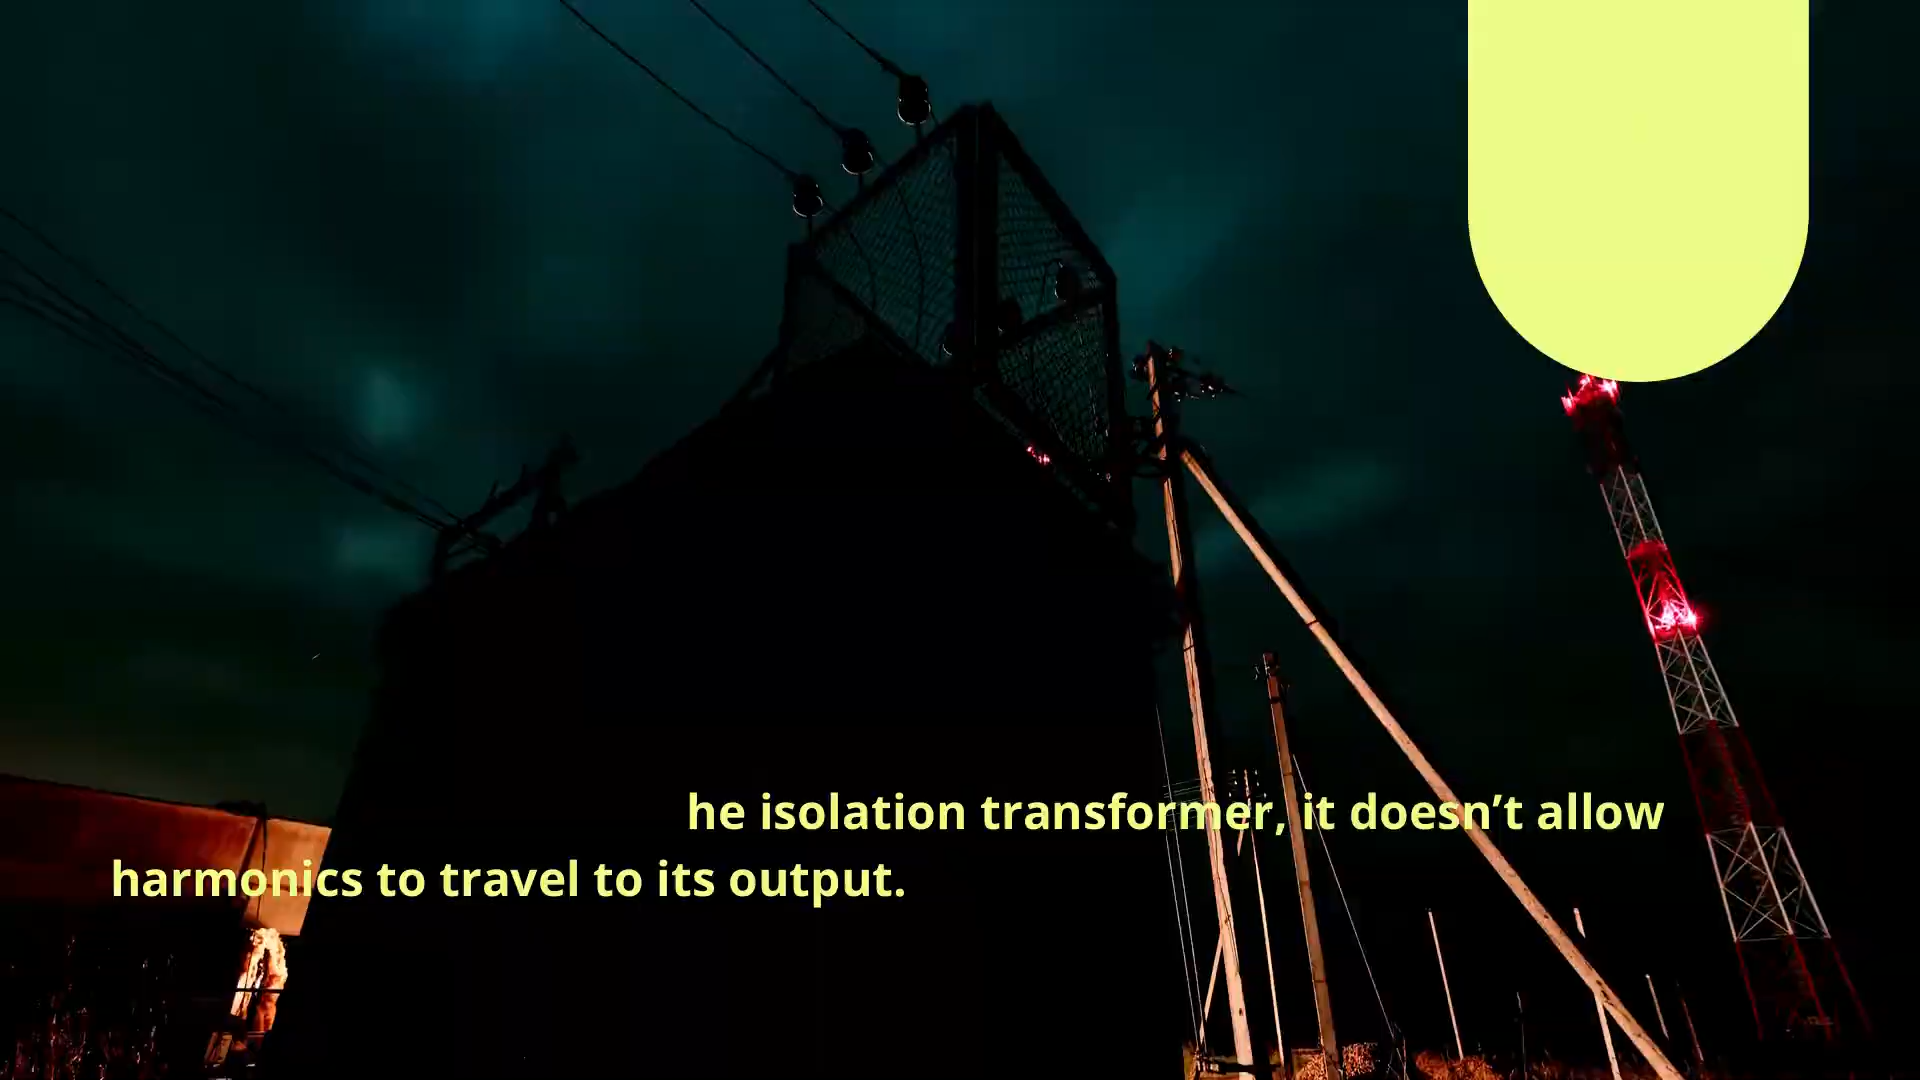 he isolation transformer, it doesn’t allow
harmonics to travel to its output.